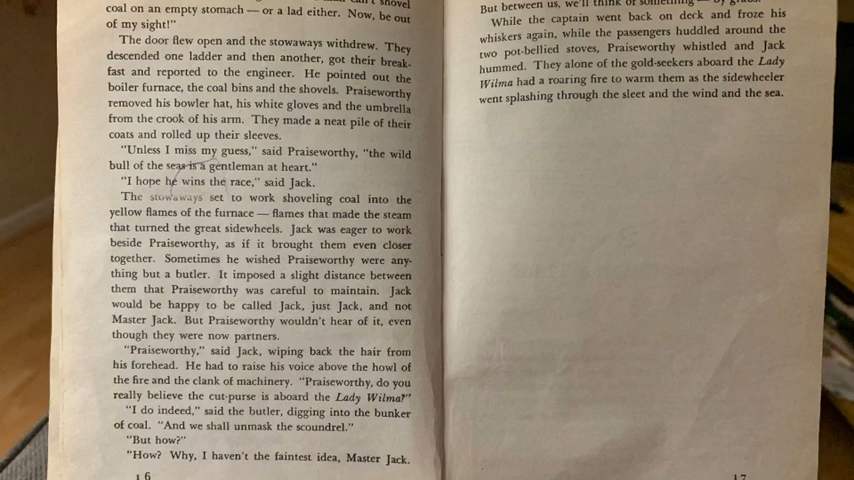 can't shovel
coal on an empty stomach — or a lad either. Now, be out
of my sight!"
The door flew open and the stowaways withdrew. They
descended one ladder and then another, got their break-
fast and reported to the engineer. He pointed out the
boiler furnace, the coal bins and the shovels. Praiseworthy
removed his bowler hat, his white gloves and the umbrella
from the crook of his arm. They made a neat pile of their
coats and rolled up their sleeves.
"Unless I miss my guess," said Praiseworthy, "the wild
bull of the seas is a gentleman at heart."
"I hope he wins the race," said Jack.
The stowaways set to work shoveling coal into the
yellow flames of the furnace — flames that made the steam
that turned the great sidewheels. Jack was eager to work
beside Praiseworthy, as if it brought them even closer
together. Sometimes he wished Praiseworthy were any-
thing but a butler. It imposed a slight distance between
them that Praiseworthy was careful to maintain. Jack
would be happy to be called Jack, just Jack, and not
Master Jack. But Praiseworthy wouldn't hear of it, even
though they were now partners.
"Praiseworthy," said Jack, wiping back the hair from
his forehead. He had to raise his voice above the howl of
the fire and the clank of machinery. "Praiseworthy, do you
really believe the cut-purse is aboard the Lady Wilma?"
"I do indeed," said the butler, digging into the bunker
of coal. "And we shall unmask the scoundrel."
"But how?"
"How? Why, I haven't the faintest idea, Master Jack.
16
But between us, we'll think of something — by
While the captain went back on deck and froze his
whiskers again, while the passengers huddled around the
two pot-bellied stoves, Praiseworthy whistled and Jack
hummed. They alone of the gold-seekers aboard the Lady
Wilma had a roaring fire to warm them as the sidewheeler
went splashing through the sleet and the wind and the sea.
17